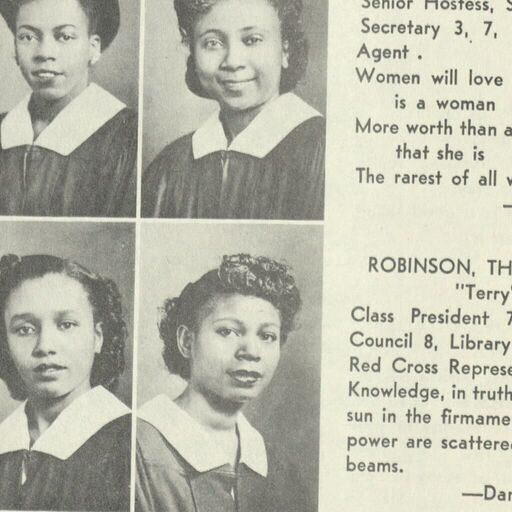 Senior Hostess, S
Secretary 3, 7,
Agent .
Women will love
is a woman
More worth than a
that she is
The rarest of all w
—
ROBINSON, TH
"Terry"
Class President 7
Council 8, Library
Red Cross Represe
Knowledge, in truth
sun in the firmame
power are scattered
beams.
—Dan